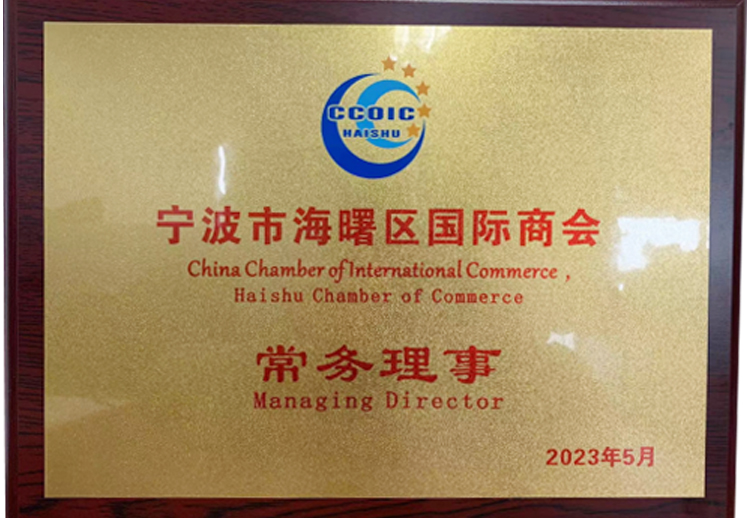 CCOIC
HAISHU
宁波市海曙区国际商会
China Chamber of International Commerce ,
Haishu Chamber of Commerce
常务理事
Managing Director
2023年5月